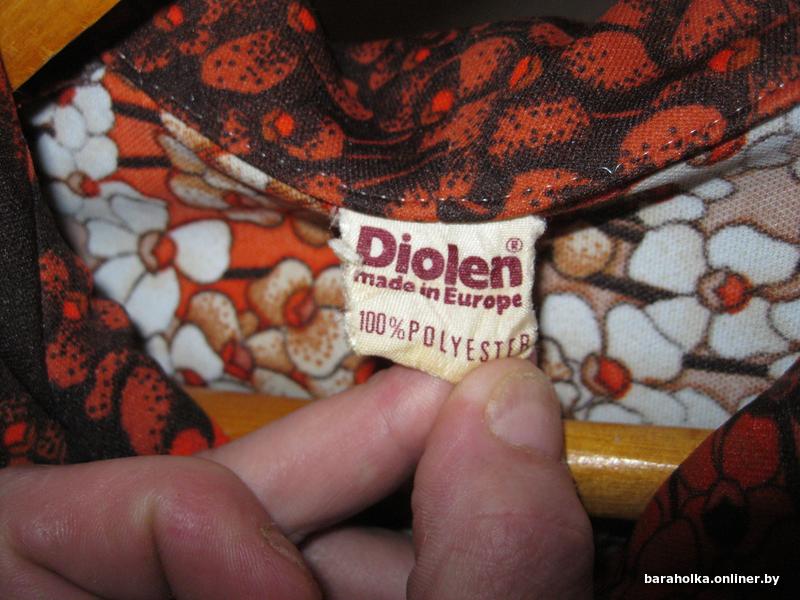 Diolen®
made in Europe
100% POLYESTER
baraholka.onliner.by